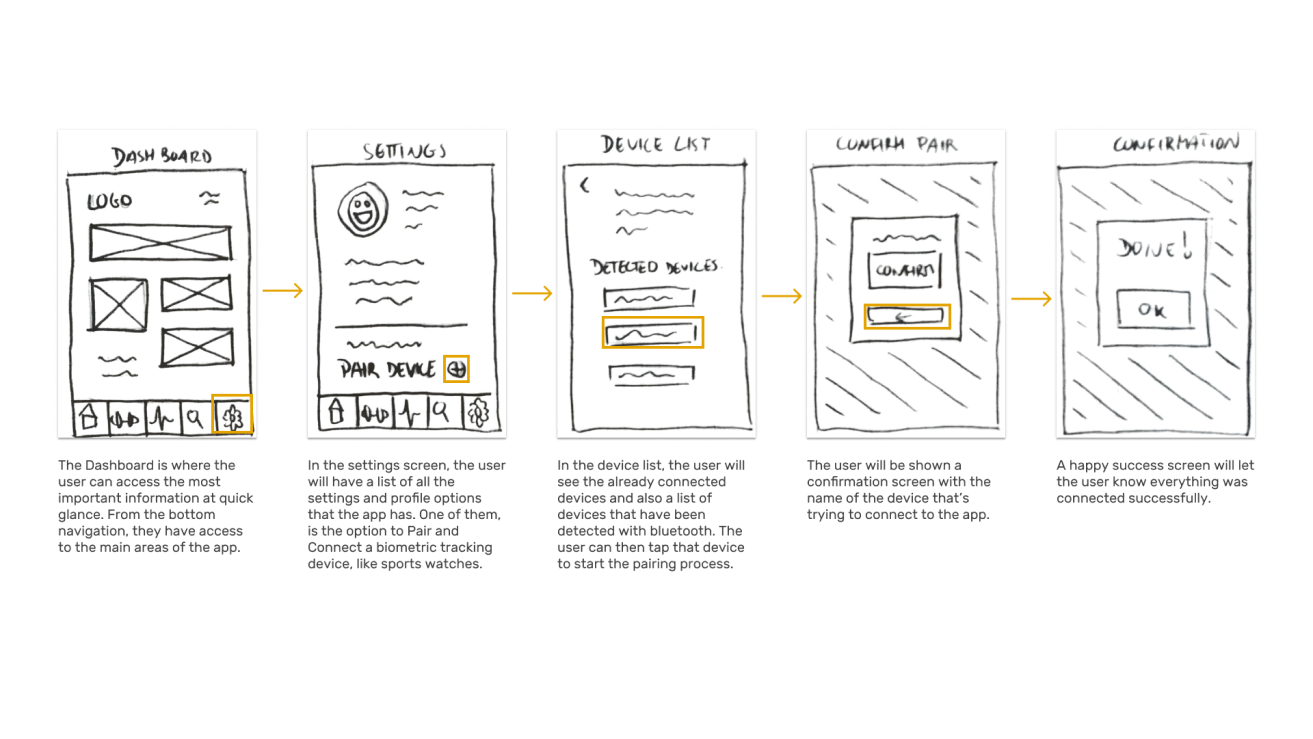 DASHBOARD
LOGO
The Dashboard is where the
user can access the most
important information at quick
glance. From the bottom
navigation, they have access
to the main areas of the app.
SETTINGS
PAIR DEVICE
In the settings screen, the user
will have a list of all the
settings and profile options
that the app has. One of them,
is the option to Pair and
Connect a biometric tracking
device, like sports watches.
DEVICE LIST
DETECTED DEVICES.
In the device list, the user will
see the already connected
devices and also a list of
devices that have been
detected with bluetooth. The
user can then tap that device
to start the pairing process.
CONFIRM PAIR
CONFIRM
The user will be shown a
confirmation screen with the
name of the device that's
trying to connect to the app.
CONFIRMATION
DONE!
OK
A happy success screen will let
the user know everything was
connected successfully.